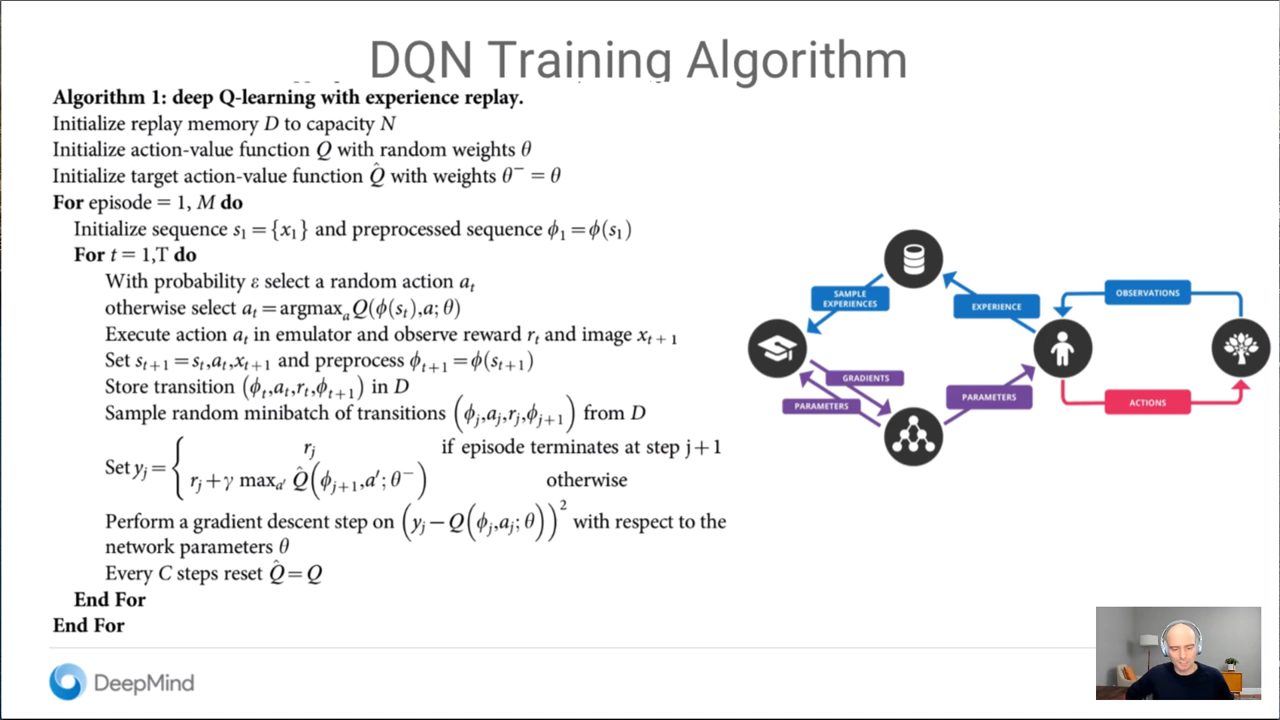 DQN Training Algorithm
Algorithm 1: deep Q-learning with experience replay.
Initialize replay memory D to capacity N
Initialize action-value function Q with random weights θ
Initialize target action-value function Q̂ with weights θ⁻ = θ
For episode = 1, M do
Initialize sequence s₁ = {x₁} and preprocessed sequence ϕ₁ = ϕ(s₁)
For t = 1,T do
With probability ε select a random action aₜ
otherwise select aₜ = argmaxₐ Q(ϕ(sₜ),a; θ)
Execute action aₜ in emulator and observe reward rₜ and image xₜ₊₁
Set sₜ₊₁ = sₜ,aₜ,xₜ₊₁ and preprocess ϕₜ₊₁ = ϕ(sₜ₊₁)
Store transition (ϕₜ,aₜ,rₜ,ϕₜ₊₁) in D
Sample random minibatch of transitions (ϕⱼ,aⱼ,rⱼ,ϕⱼ₊₁) from D
Set yⱼ = { rⱼ if episode terminates at step j+1
rⱼ + γ maxₐ′ Q̂(ϕⱼ₊₁,a′; θ⁻) otherwise
Perform a gradient descent step on (yⱼ − Q(ϕⱼ,aⱼ; θ))² with respect to the
network parameters θ
Every C steps reset Q̂ = Q
End For
End For
SAMPLE
EXPERIENCES
EXPERIENCE
OBSERVATIONS
GRADIENTS
PARAMETERS
PARAMETERS
ACTIONS
DeepMind